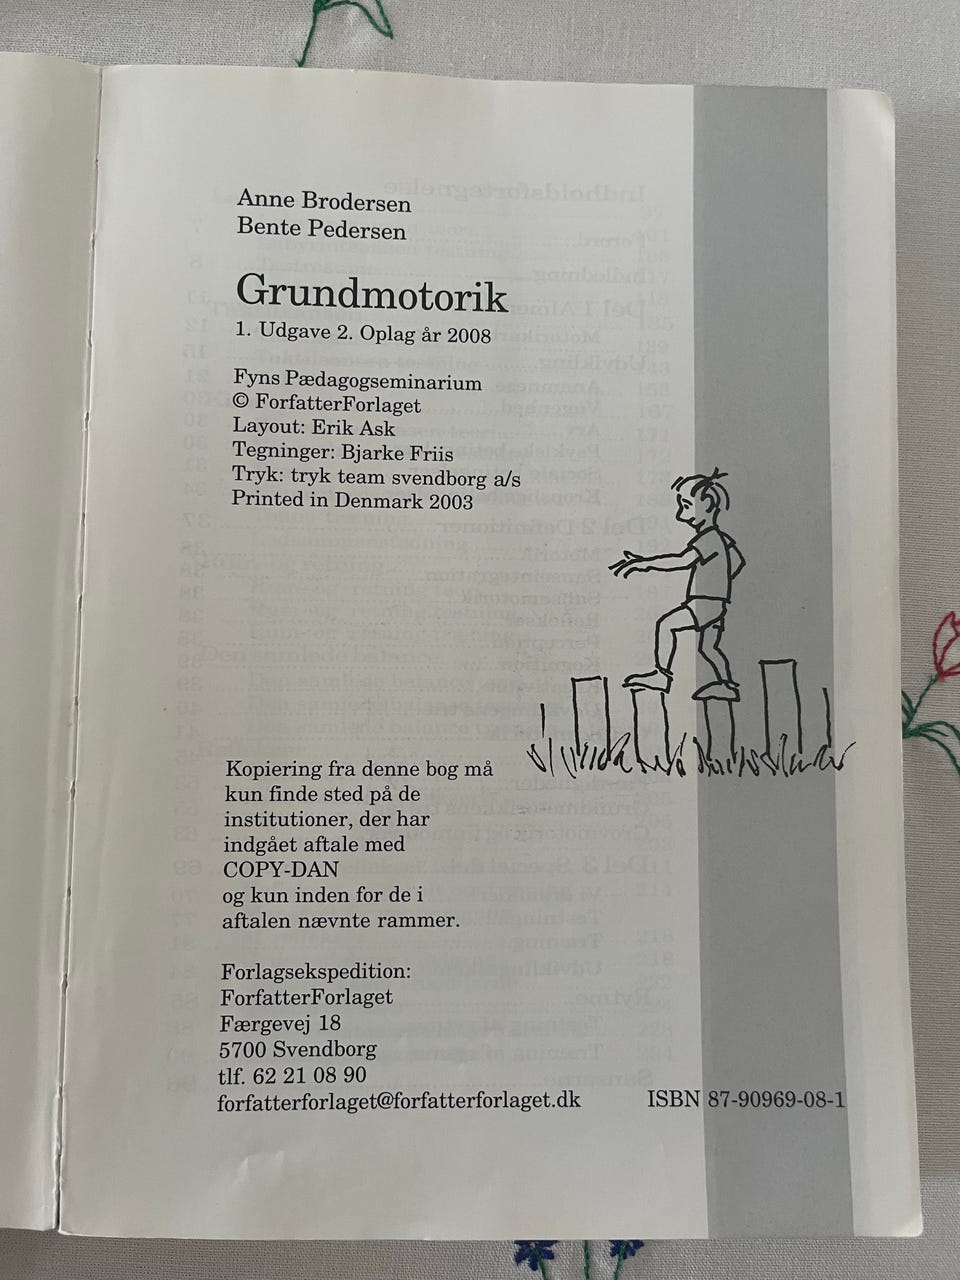 Anne Brodersen
Bente Pedersen
Grundmotorik
1. Udgave 2. Oplag år 2008
Fyns Pædagogseminarium
© ForfatterForlaget
Layout: Erik Ask
Tegninger: Bjarke Friis
Tryk: tryk team svendborg a/s
Printed in Denmark 2003
Kopiering fra denne bog må
kun finde sted på de
institutioner, der har
indgået aftale med
COPY-DAN
og kun inden for de i
aftalen nævnte rammer.
Forlagsekspedition:
ForfatterForlaget
Færgevej 18
5700 Svendborg
tlf. 62 21 08 90
forfatterforlaget@forfatterforlaget.dk
ISBN 87-90969-08-1